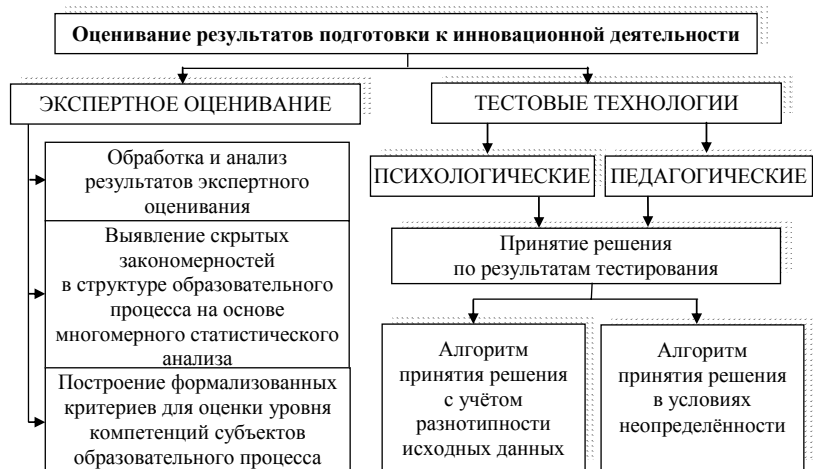 Оценивание результатов подготовки к инновационной деятельности
ЭКСПЕРТНОЕ ОЦЕНИВАНИЕ
Обработка и анализ
результатов экспертного
оценивания
Выявление скрытых
закономерностей
в структуре образовательного
процесса на основе
многомерного статистического
анализа
Построение формализованных
критериев для оценки уровня
компетенций субъектов
образовательного процесса
ТЕСТОВЫЕ ТЕХНОЛОГИИ
ПСИХОЛОГИЧЕСКИЕ
ПЕДАГОГИЧЕСКИЕ
Принятие решения
по результатам тестирования
Алгоритм
принятия решения
с учётом
разнотипности
исходных данных
Алгоритм
принятия решения
в условиях
неопределённости